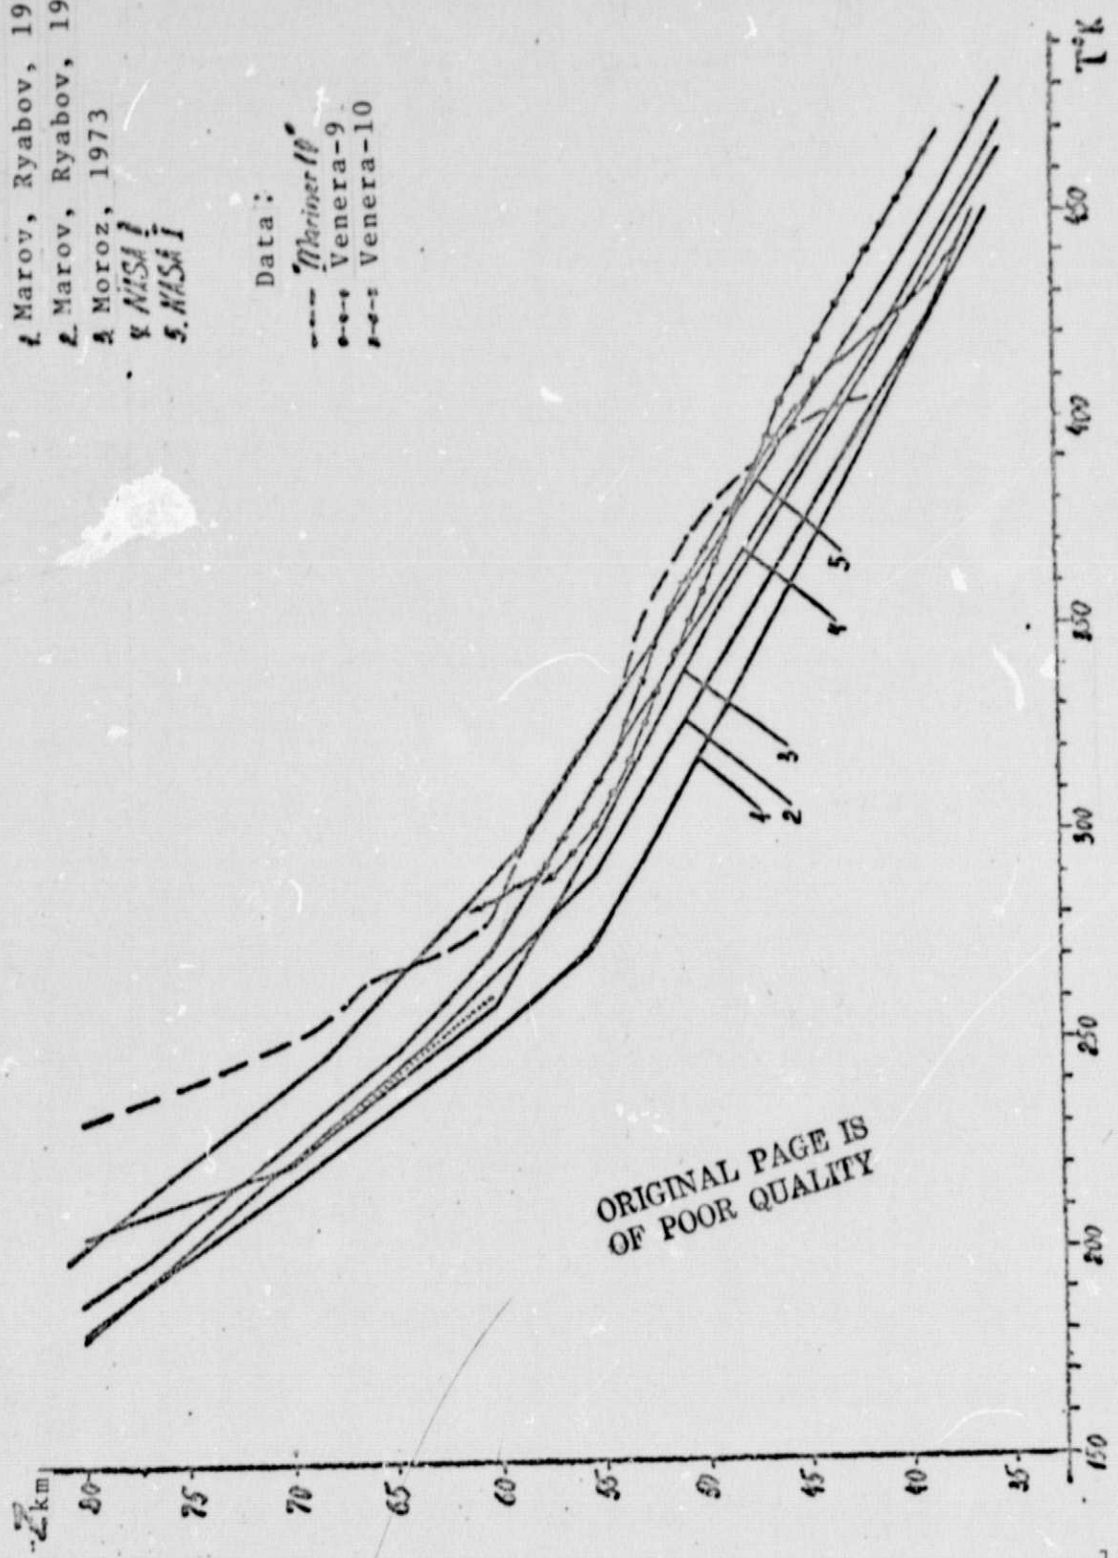 1 Marov, Ryabov, 19
2 Marov, Ryabov, 19
3 Moroz, 1973
4 NASA I
5. NASA I
Data:
"Mariner 10"
Venera-9
Venera-10
Z km
80
75
70
65
60
55
50
45
40
35
150
200
250
300
350
400
450
T°K
1
2
3
4
5
ORIGINAL PAGE IS
OF POOR QUALITY